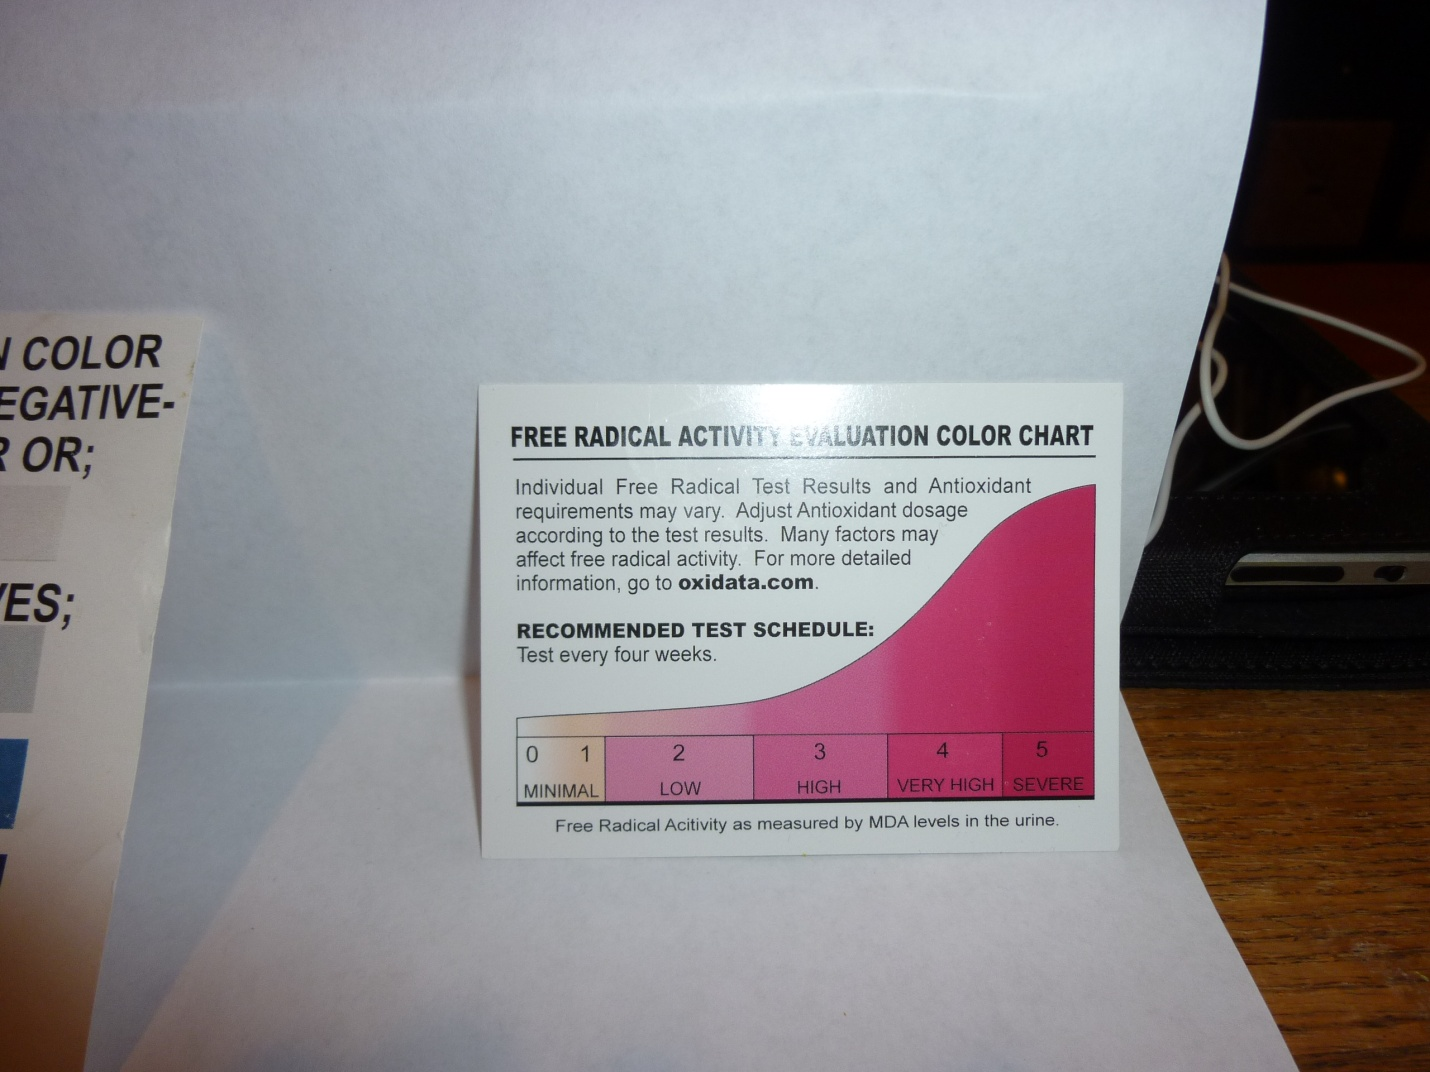 N COLOR
EGATIVE-
R OR;
VES;
FREE RADICAL ACTIVITY EVALUATION COLOR CHART
Individual Free Radical Test Results and Antioxidant
requirements may vary. Adjust Antioxidant dosage
according to the test results. Many factors may
affect free radical activity. For more detailed
information, go to oxidata.com.
RECOMMENDED TEST SCHEDULE:
Test every four weeks.
0 1 2 3 4 5
MINIMAL LOW HIGH VERY HIGH SEVERE
Free Radical Acitivity as measured by MDA levels in the urine.